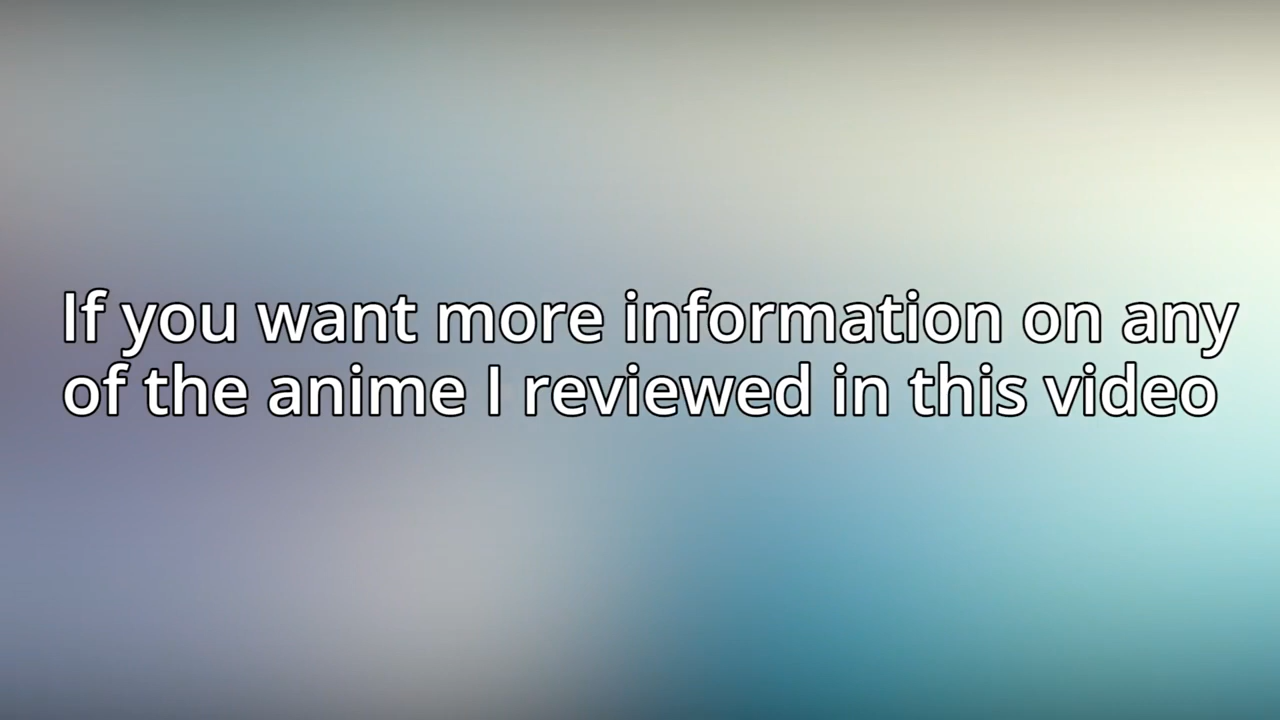 If you want more information on any
of the anime I reviewed in this video